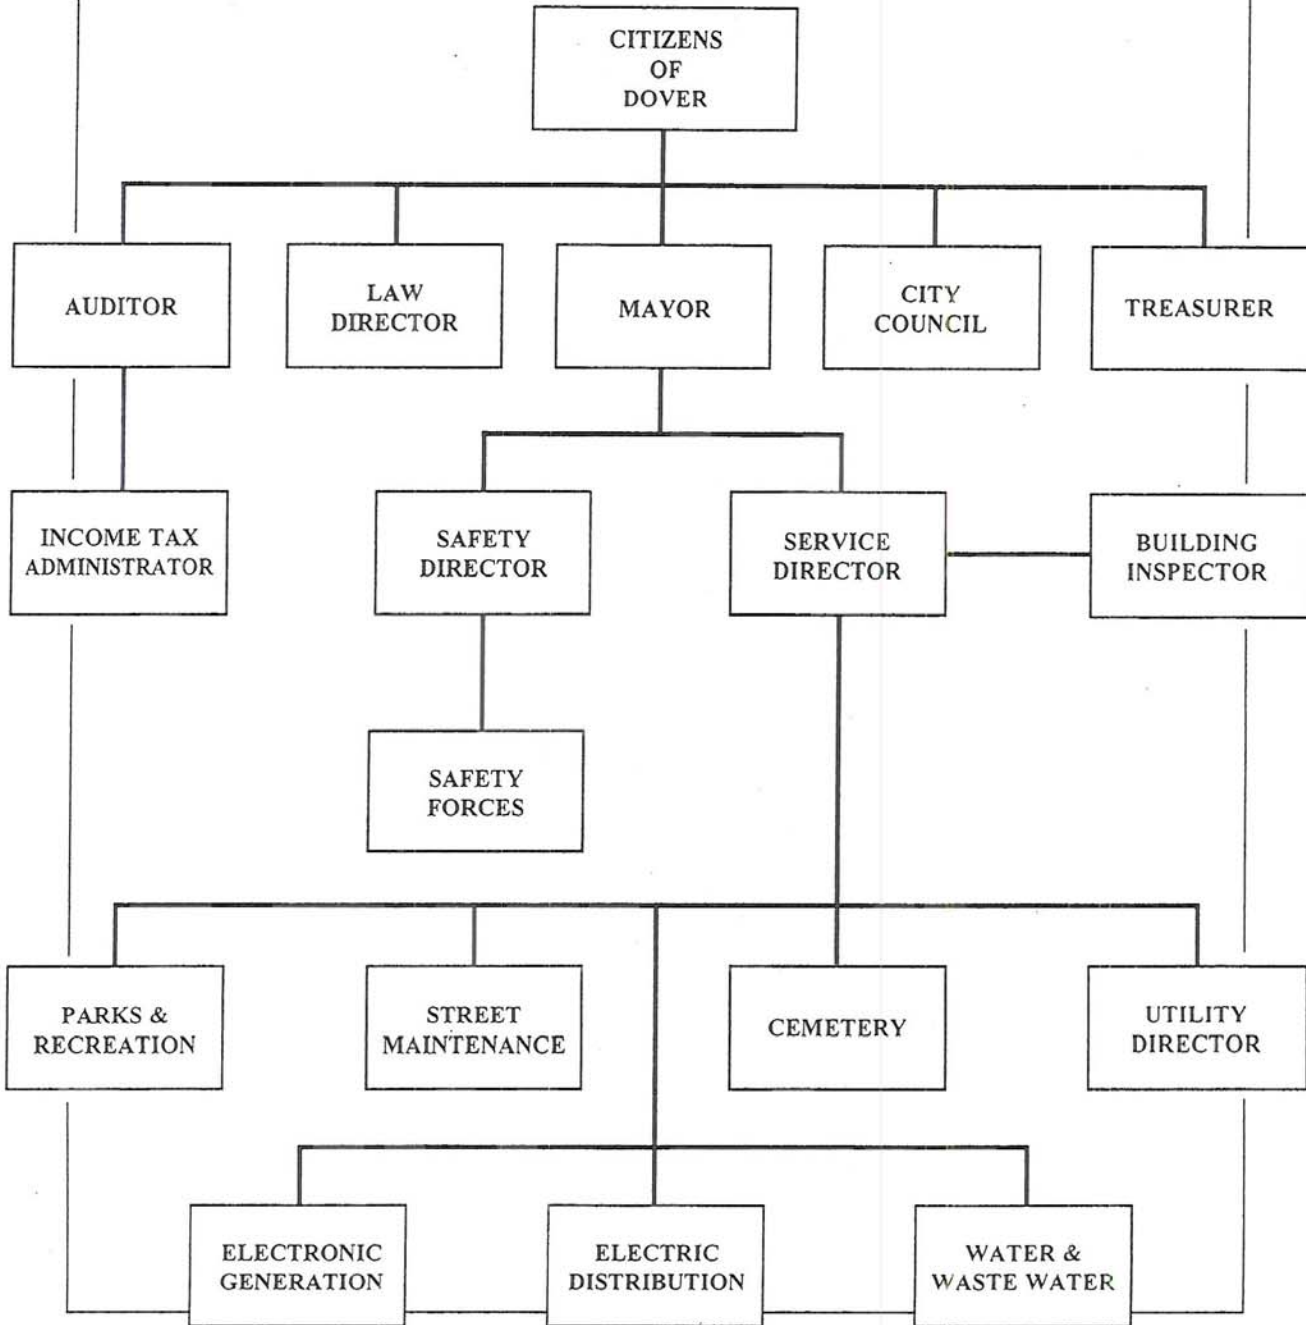 CITIZENS
OF
DOVER
AUDITOR
LAW
DIRECTOR
MAYOR
CITY
COUNCIL
TREASURER
INCOME TAX
ADMINISTRATOR
SAFETY
DIRECTOR
SERVICE
DIRECTOR
BUILDING
INSPECTOR
SAFETY
FORCES
PARKS &
RECREATION
STREET
MAINTENANCE
CEMETERY
UTILITY
DIRECTOR
ELECTRONIC
GENERATION
ELECTRIC
DISTRIBUTION
WATER &
WASTE WATER